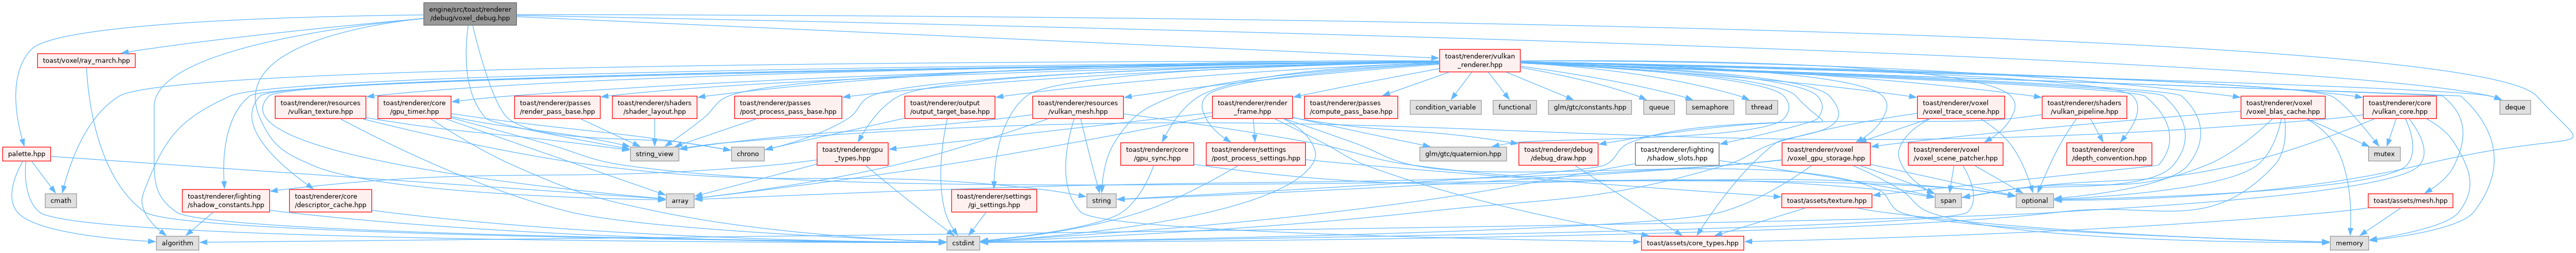 engine/src/toast/renderer
/debug/voxel_debug.hpp
toast/voxel/ray_march.hpp
toast/renderer/vulkan
_renderer.hpp
toast/renderer/resources
/vulkan_texture.hpp
toast/renderer/core
/gpu_timer.hpp
toast/renderer/passes
/render_pass_base.hpp
toast/renderer/shaders
/shader_layout.hpp
toast/renderer/passes
/post_process_pass_base.hpp
toast/renderer/output
/output_target_base.hpp
toast/renderer/resources
/vulkan_mesh.hpp
toast/renderer/render
_frame.hpp
toast/renderer/passes
/compute_pass_base.hpp
condition_variable
functional
glm/gtc/constants.hpp
queue
semaphore
thread
toast/renderer/voxel
/voxel_trace_scene.hpp
toast/renderer/shaders
/vulkan_pipeline.hpp
toast/renderer/voxel
/voxel_blas_cache.hpp
toast/renderer/core
/vulkan_core.hpp
deque
palette.hpp
string_view
chrono
toast/renderer/gpu
_types.hpp
toast/renderer/core
/gpu_sync.hpp
toast/renderer/settings
/post_process_settings.hpp
glm/gtc/quaternion.hpp
toast/renderer/debug
/debug_draw.hpp
toast/renderer/lighting
/shadow_slots.hpp
toast/renderer/voxel
/voxel_gpu_storage.hpp
toast/renderer/voxel
/voxel_scene_patcher.hpp
toast/renderer/core
/depth_convention.hpp
mutex
cmath
toast/renderer/lighting
/shadow_constants.hpp
toast/renderer/core
/descriptor_cache.hpp
string
array
toast/renderer/settings
/gi_settings.hpp
string
toast/assets/texture.hpp
span
optional
toast/assets/mesh.hpp
algorithm
cstdint
toast/assets/core_types.hpp
memory